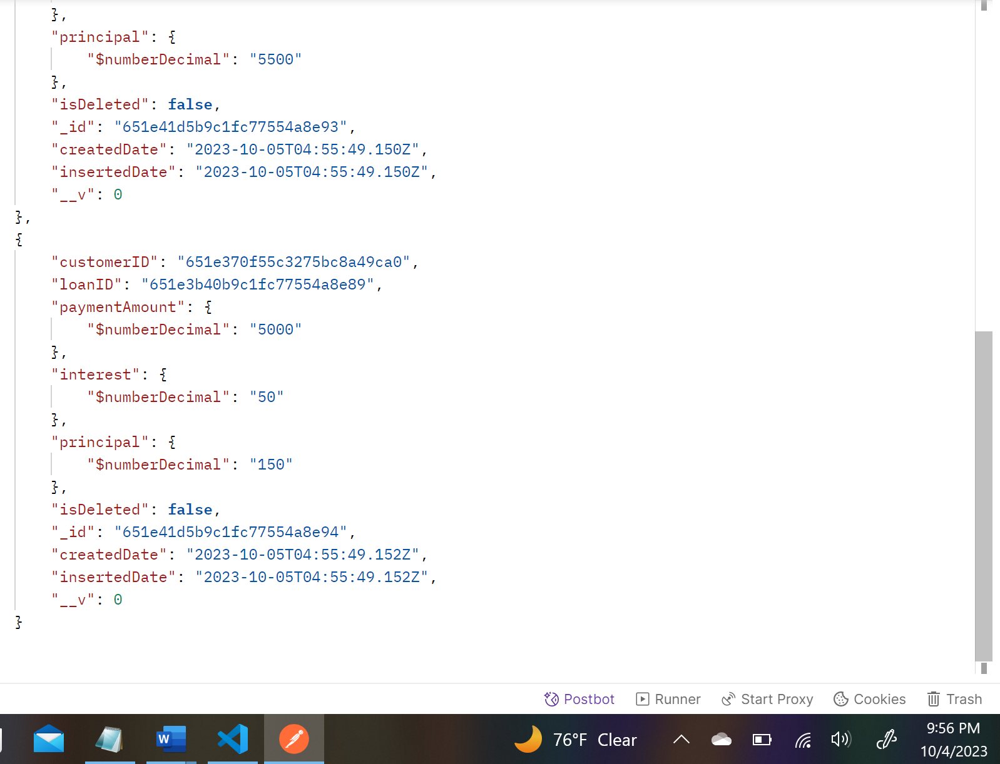 },
"principal": {
"$numberDecimal": "5500"
},
"isDeleted": false,
"_id": "651e41d5b9c1fc77554a8e93",
"createdDate": "2023-10-05T04:55:49.150Z",
"insertedDate": "2023-10-05T04:55:49.150Z",
"__v": 0
},
{
"customerID": "651e370f55c3275bc8a49ca0",
"loanID": "651e3b40b9c1fc77554a8e89",
"paymentAmount": {
"$numberDecimal": "5000"
},
"interest": {
"$numberDecimal": "50"
},
"principal": {
"$numberDecimal": "150"
},
"isDeleted": false,
"_id": "651e41d5b9c1fc77554a8e94",
"createdDate": "2023-10-05T04:55:49.152Z",
"insertedDate": "2023-10-05T04:55:49.152Z",
"__v": 0
}
Postbot Runner Start Proxy Cookies Trash
W 76°F Clear 9:56 PM
10/4/2023